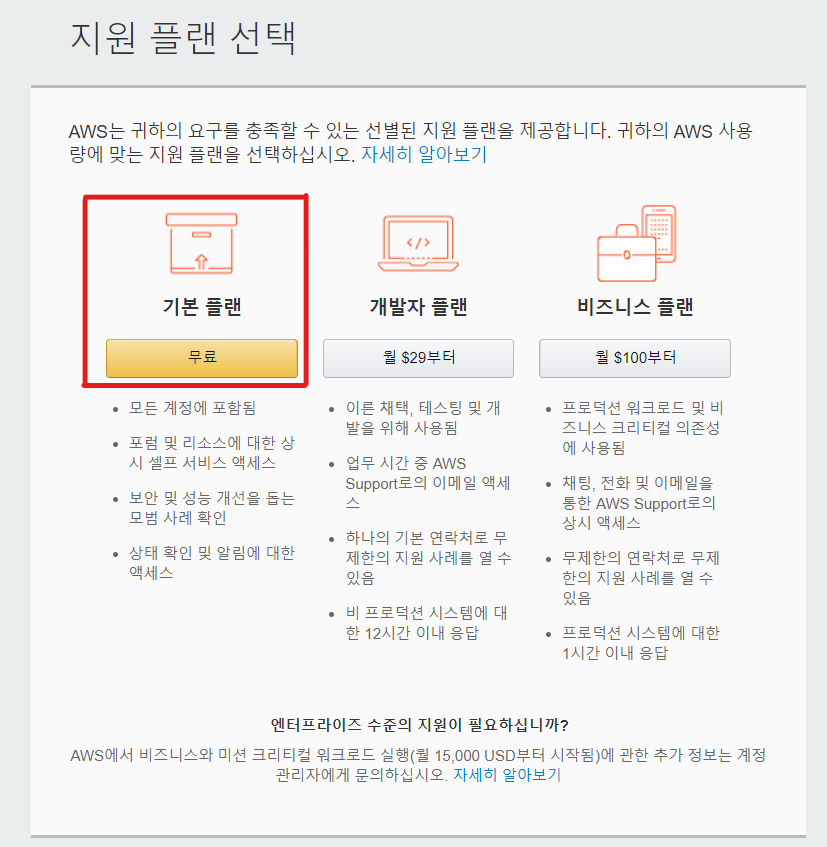 지원 플랜 선택
AWS는 귀하의 요구를 충족할 수 있는 선별된 지원 플랜을 제공합니다. 귀하의 AWS 사용
량에 맞는 지원 플랜을 선택하십시오. 자세히 알아보기
기본 플랜
무료
• 모든 계정에 포함됨
• 포럼 및 리소스에 대한 상
시 셀프 서비스 액세스
• 보안 및 성능 개선을 돕는
모범 사례 확인
• 상태 확인 및 알림에 대한
액세스
</> 
개발자 플랜
월 $29부터
• 이른 채택, 테스팅 및 개
발을 위해 사용됨
• 업무 시간 중 AWS
Support로의 이메일 액세
스
• 하나의 기본 연락처로 무
제한의 지원 사례를 열 수
있음
• 비 프로덕션 시스템에 대
한 12시간 이내 응답
비즈니스 플랜
월 $100부터
• 프로덕션 워크로드 및 비
즈니스 크리티컬 의존성
에 사용됨
• 채팅, 전화 및 이메일을
통한 AWS Support로의
상시 액세스
• 무제한의 연락처로 무제
한의 지원 사례를 열 수
있음
• 프로덕션 시스템에 대한
1시간 이내 응답
엔터프라이즈 수준의 지원이 필요하십니까?
AWS에서 비즈니스와 미션 크리티컬 워크로드 실행(월 15,000 USD부터 시작됨)에 관한 추가 정보는 계정
관리자에게 문의하십시오. 자세히 알아보기